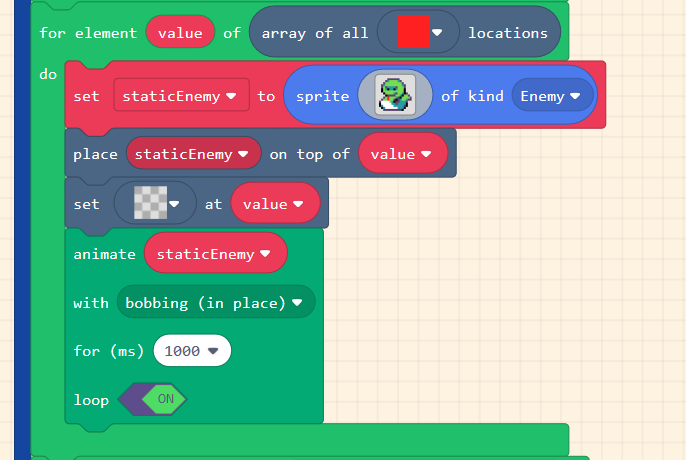 for element value of array of all locations
do
set staticEnemy to sprite of kind Enemy
place staticEnemy on top of value
set at value
animate staticEnemy
with bobbing (in place)
for (ms) 1000
loop ON